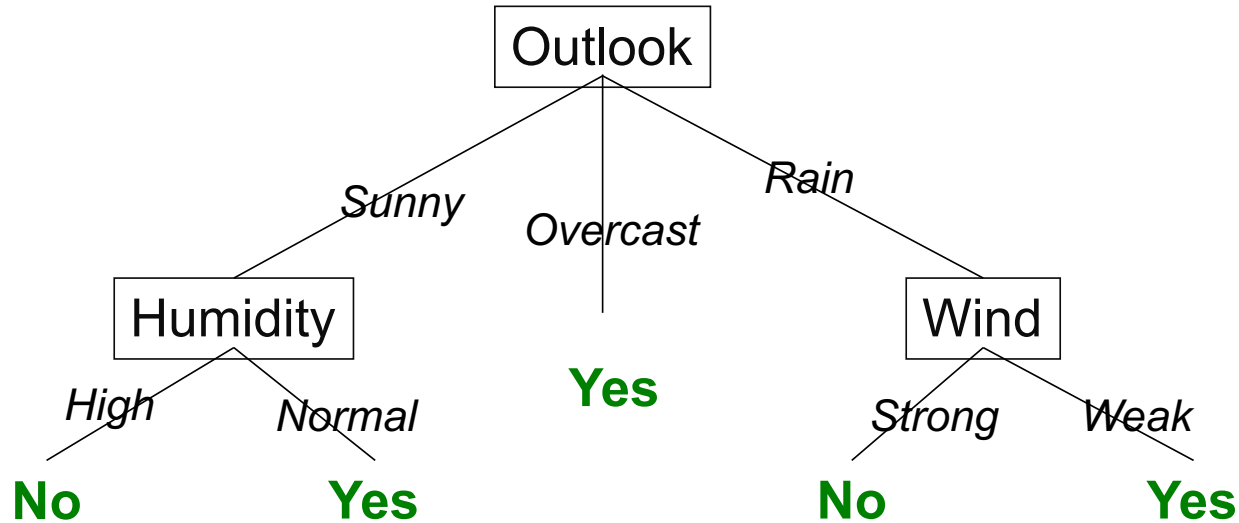 Outlook
Sunny
Overcast
Rain
Humidity
Wind
High
Normal
Yes
Strong
Weak
No
Yes
No
Yes